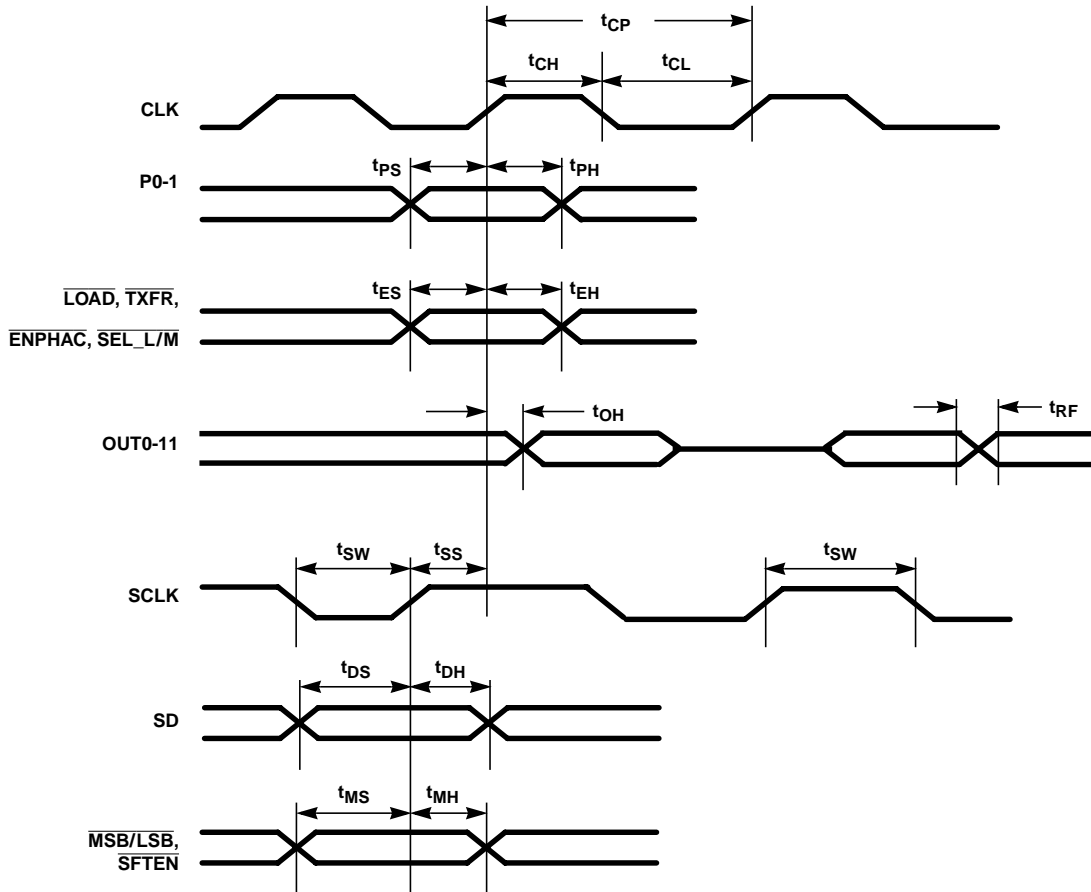 tCP
tCH tCL
CLK
tPS tPH
P0-1
tES tEH
LOAD, TXFR,
ENPHAC, SEL_L/M
tOH tRF
OUT0-11
tSW tSS tSW
SCLK
tDS tDH
SD
tMS tMH
MSB/LSB,
SFTEN